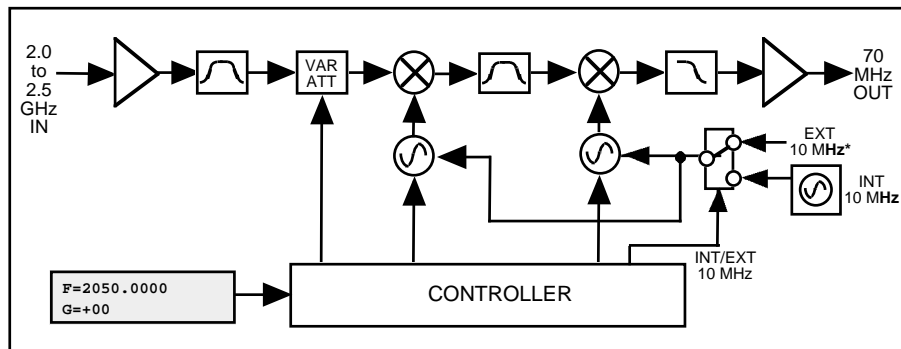 2.0
to
2.5
GHz
IN
VAR
ATT
70
MHz
OUT
EXT
10 MHz*
INT
10 MHz
INT/EXT
10 MHz
F=2050.0000
G=+00
CONTROLLER